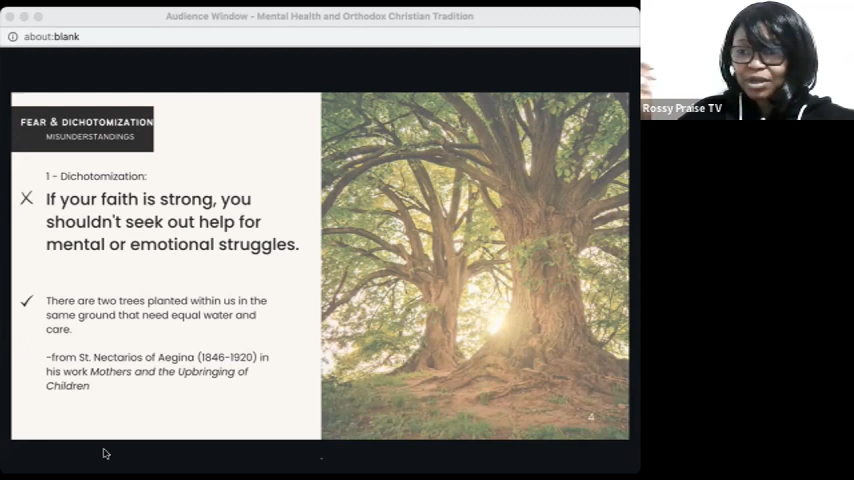 Audience Window - Mental Health and Orthodox Christian Tradition
about:blank
FEAR & DICHOTOMIZATION
MISUNDERSTANDINGS
1 - Dichotomization:
If your faith is strong, you
shouldn't seek out help for
mental or emotional struggles.
There are two trees planted within us in the
same ground that need equal water and
care.
-from St. Nectarios of Aegina (1846-1920) in
his work Mothers and the Upbringing of
Children
4
Rossy Praise TV